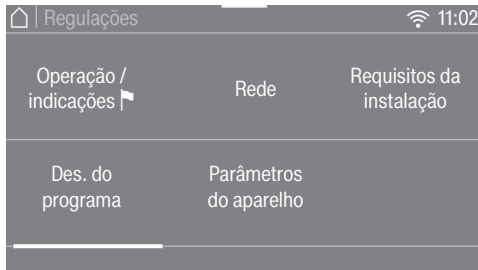 Regulações
11:02
Operação /
indicações
Rede
Requisitos da
instalação
Des. do
programa
Parâmetros
do aparelho